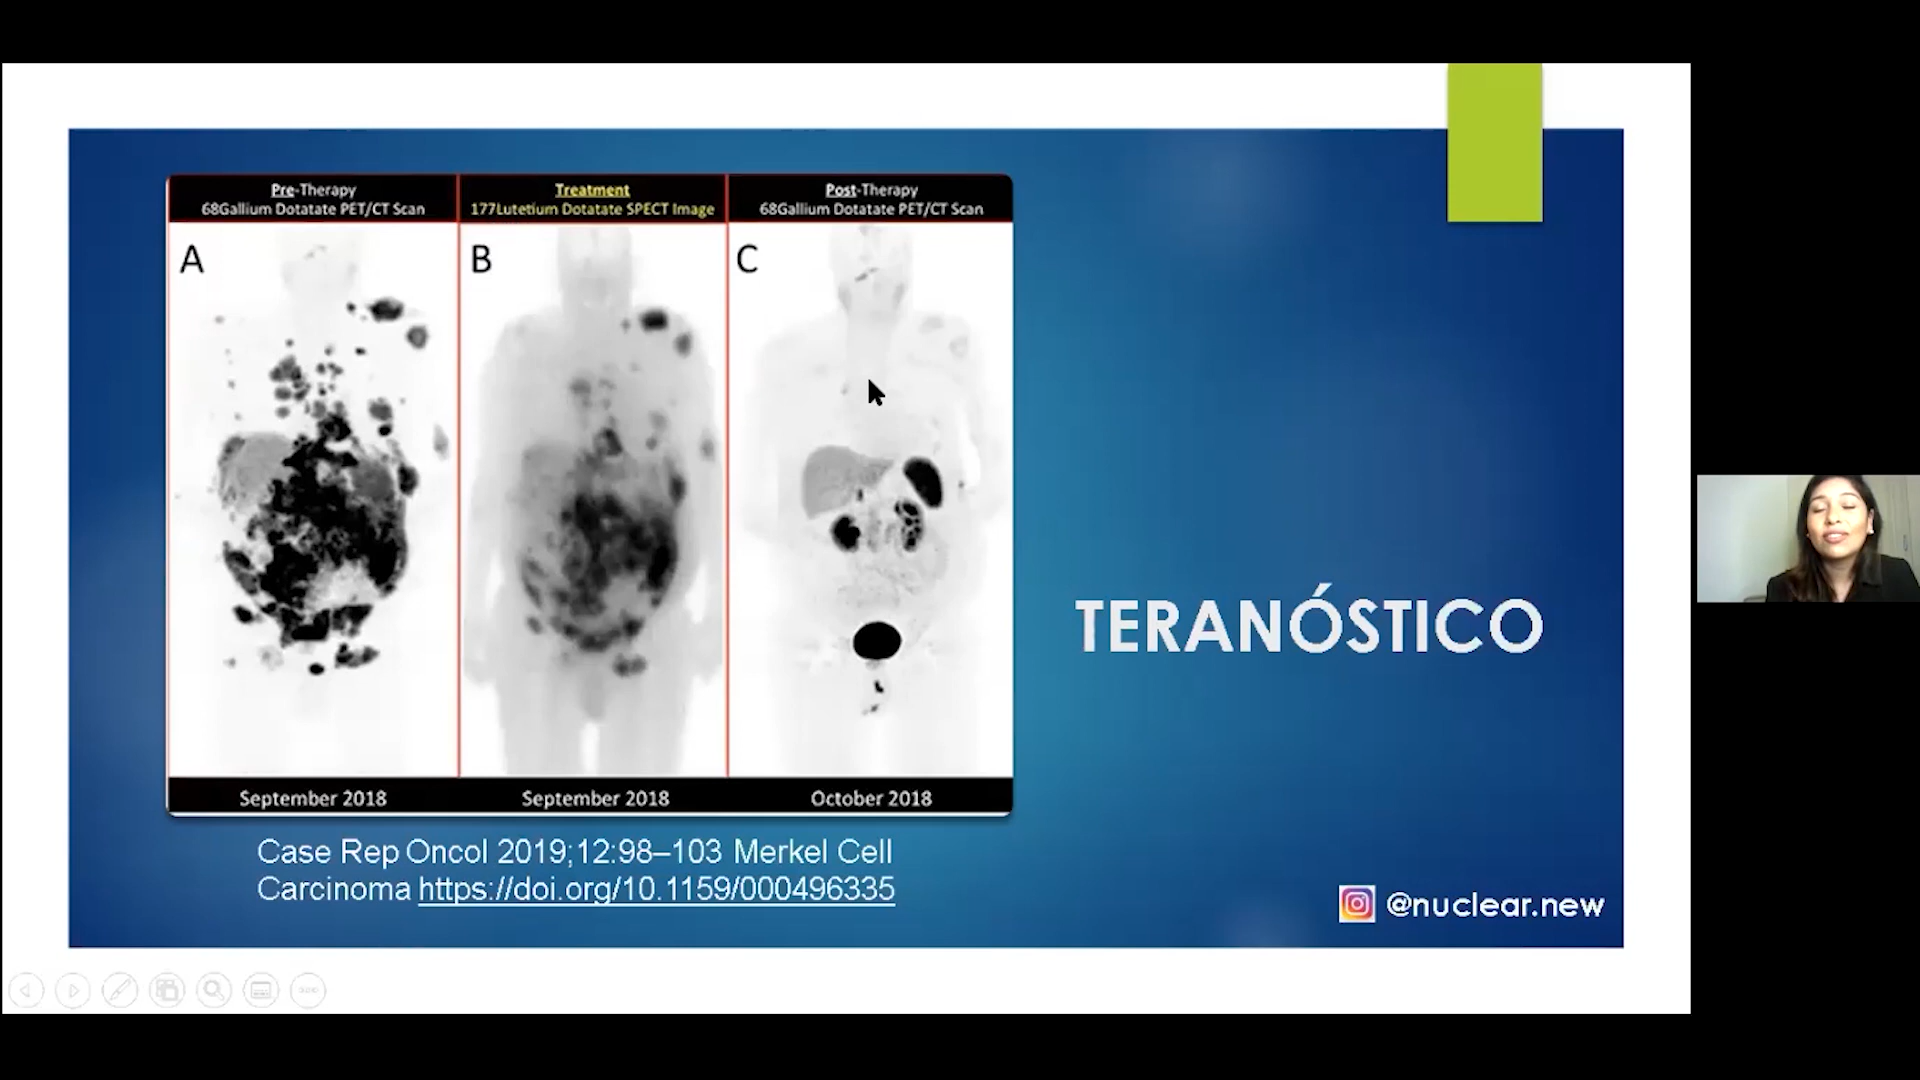 Pre-Therapy
68Gallium Dotatate PET/CT Scan
Treatment
177Lutetium Dotatate SPECT Image
Post-Therapy
68Gallium Dotatate PET/CT Scan
A
B
C
September 2018
September 2018
October 2018
TERANÓSTICO
Case Rep Oncol 2019;12:98–103 Merkel Cell
Carcinoma https://doi.org/10.1159/000496335
@nuclear.new